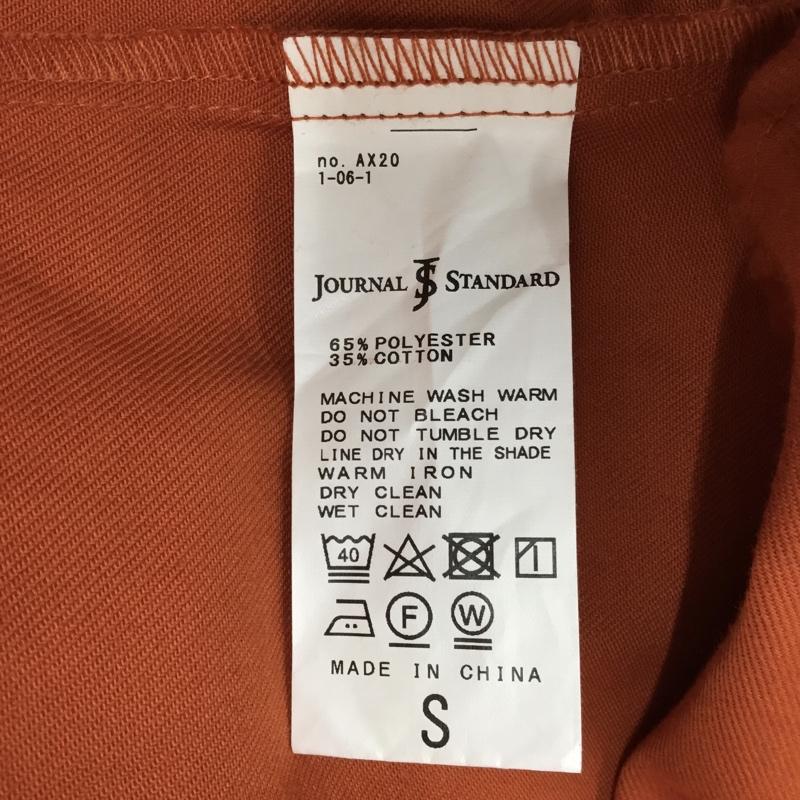 no. AX20
1-06-1
JOURNAL JS STANDARD
65% POLYESTER
35% COTTON
MACHINE WASH WARM
DO NOT BLEACH
DO NOT TUMBLE DRY
LINE DRY IN THE SHADE
WARM IRON
DRY CLEAN
WET CLEAN
40
F W
MADE IN CHINA
S